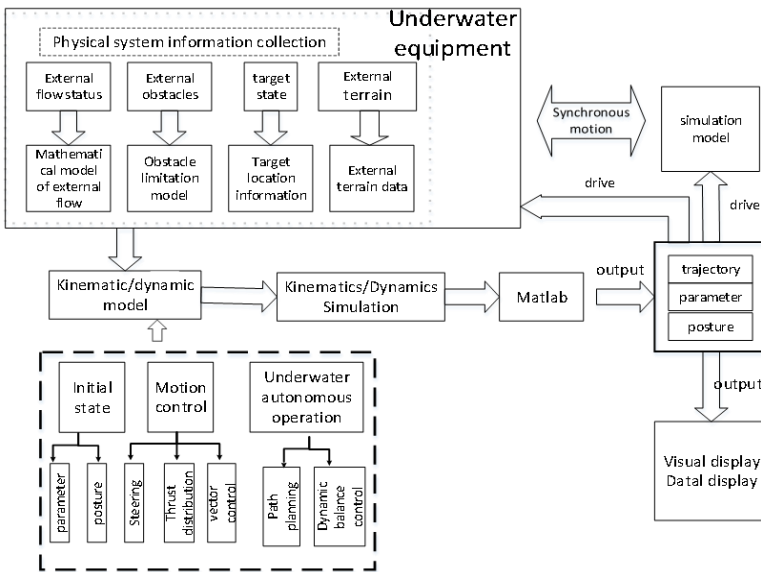 Underwater
equipment
Physical system information collection
External
flow status
External
obstacles
target
state
External
terrain
Mathemati
cal model
of external
flow
Obstacle
limitation
model
Target
location
information
External
terrain data
Synchronous
motion
simulation
model
drive
drive
Kinematic/dynamic
model
Kinematics/Dynamics
Simulation
Matlab
output
trajectory
parameter
posture
output
Visual display
Datal display
Initial
state
Motion
control
Underwater
autonomous
operation
parameter
posture
Steering
Thrust
distribution
vector
control
Path
planning
Dynamic
balance
control